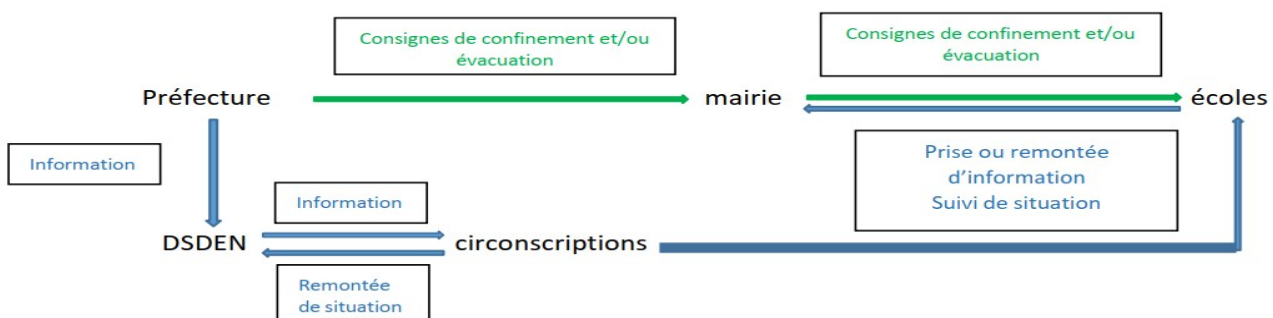 Consignes de confinement et/ou
évacuation
Consignes de confinement et/ou
évacuation
Préfecture
mairie
écoles
Information
Prise ou remontée
d’information
Suivi de situation
Information
DSDEN
circonscriptions
Remontée
de situation